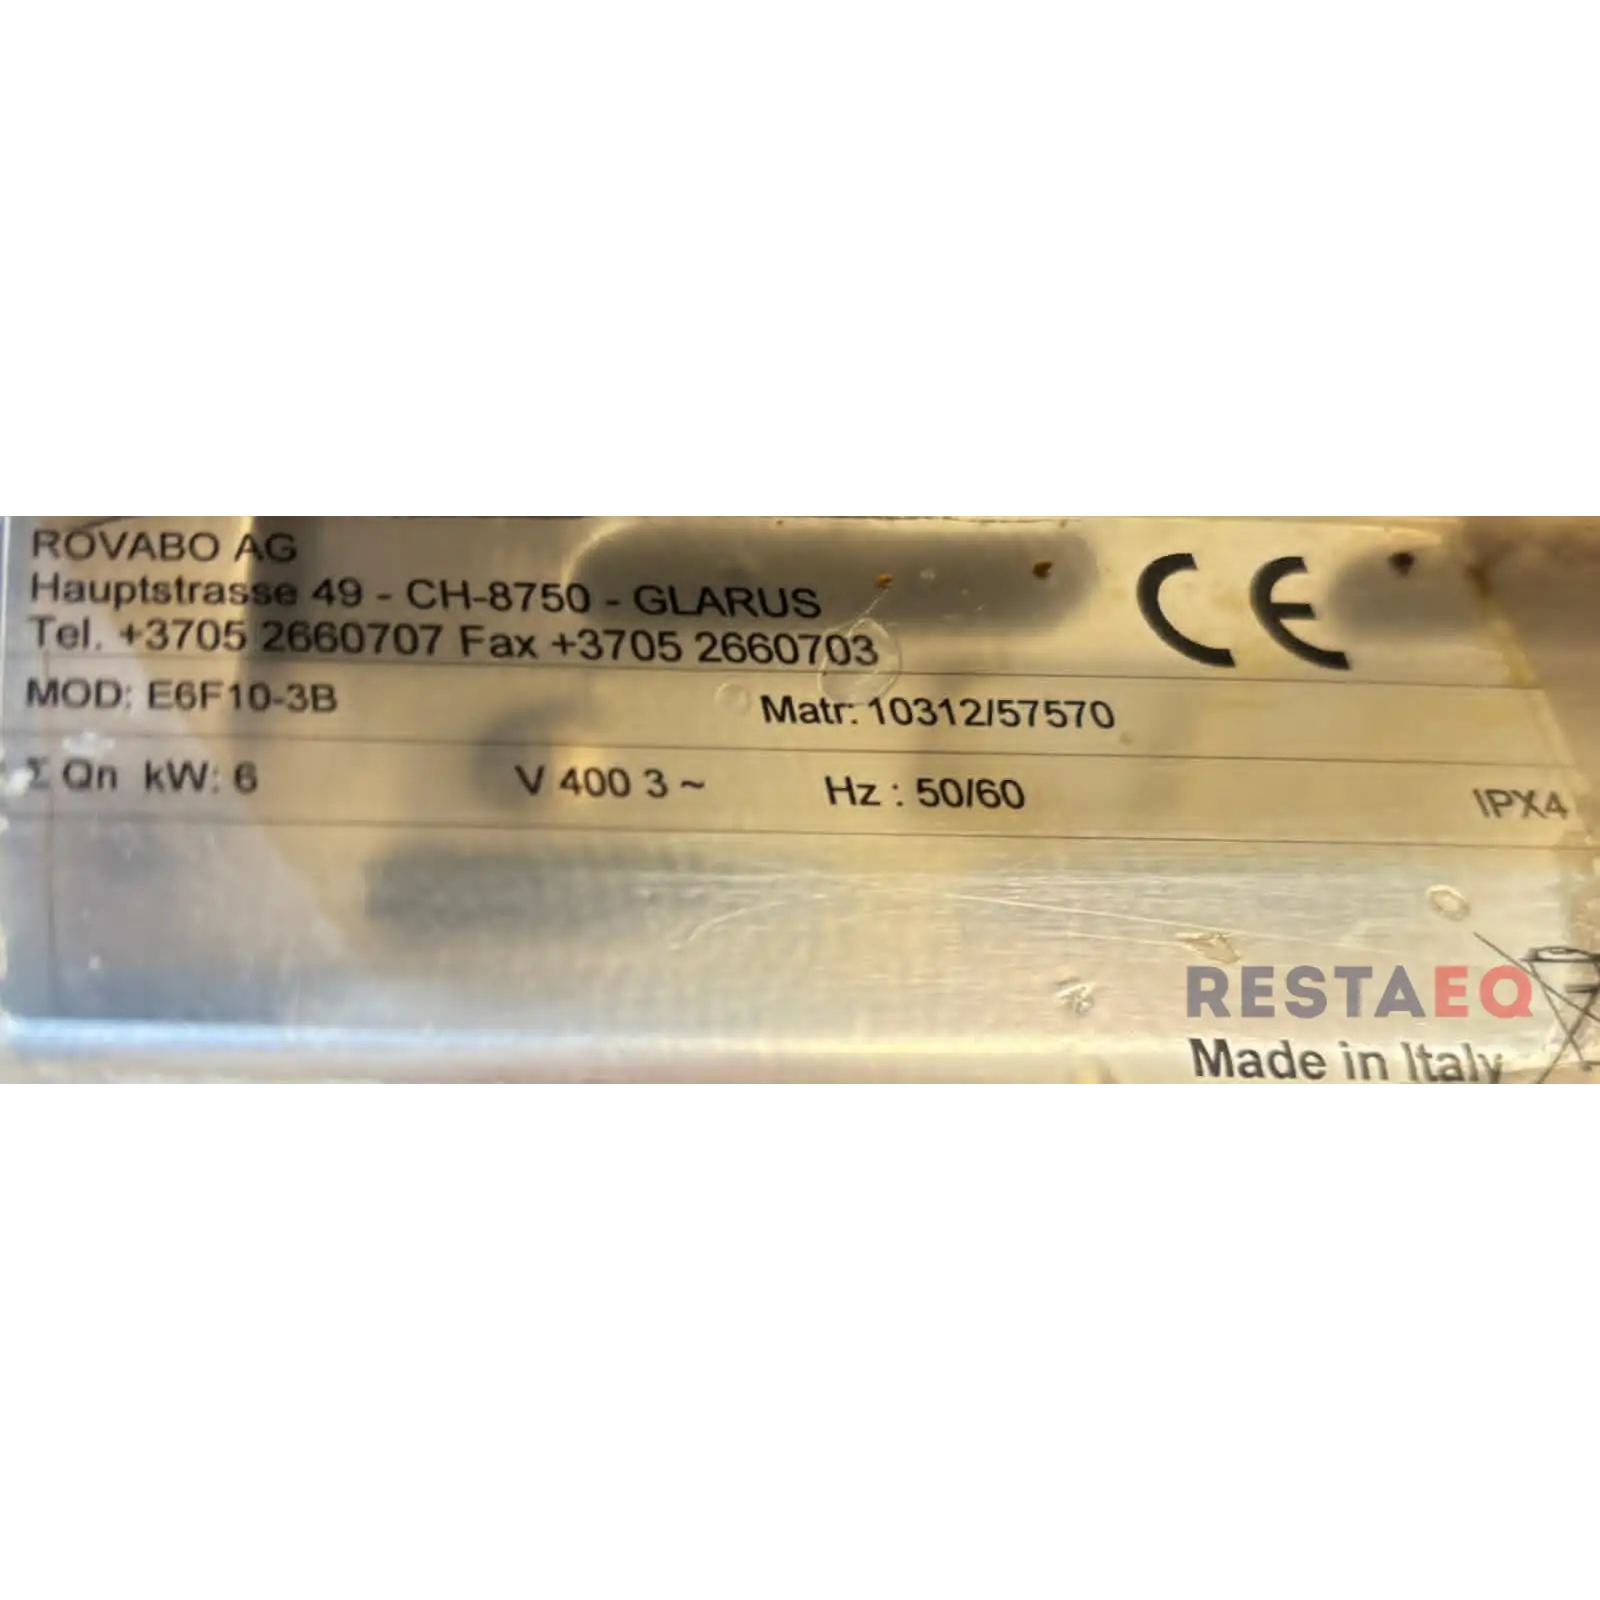 ROVABO AG
Hauptstrasse 49 - CH-8750 - GLARUS
Tel. +3705 2660707 Fax +3705 2660703
CE
MOD: E6F10-3B Matr: 10312/57570
Σ Qn kW: 6 V 400 3 ~ Hz : 50/60 IPX4
RESTAEQ
Made in Italy